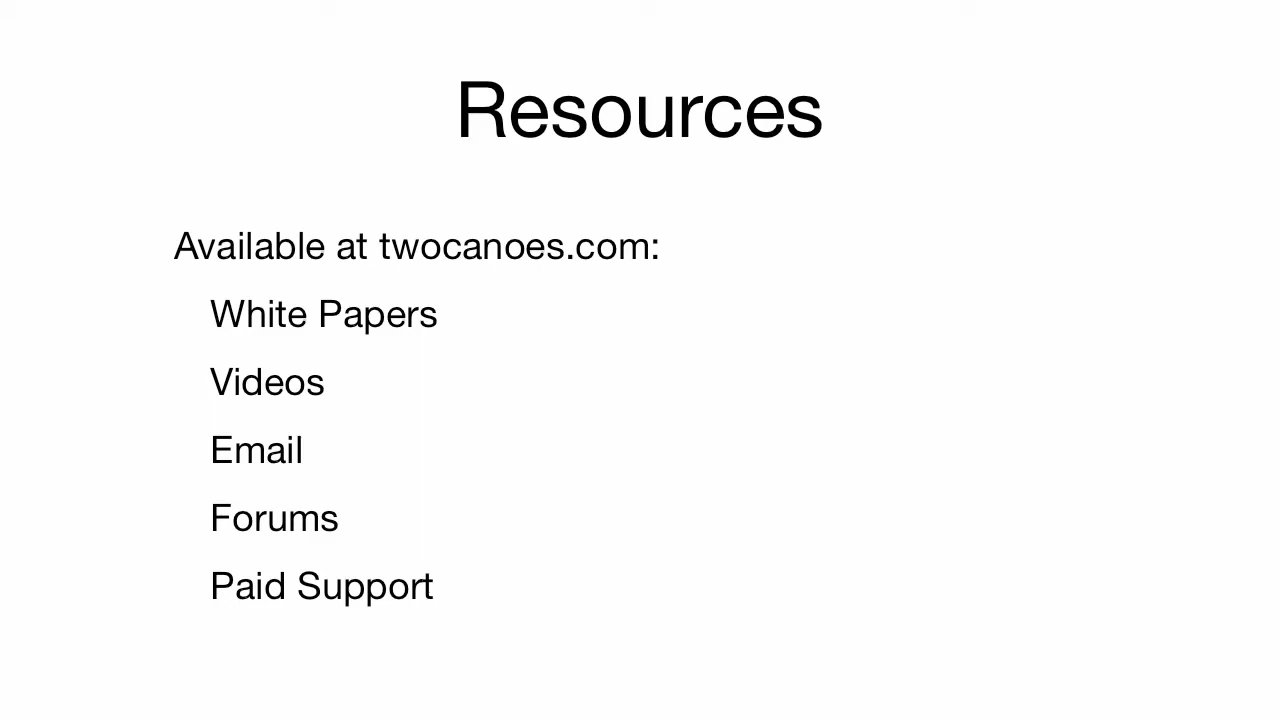 Resources
Available at twocanoes.com:
White Papers
Videos
Email
Forums
Paid Support